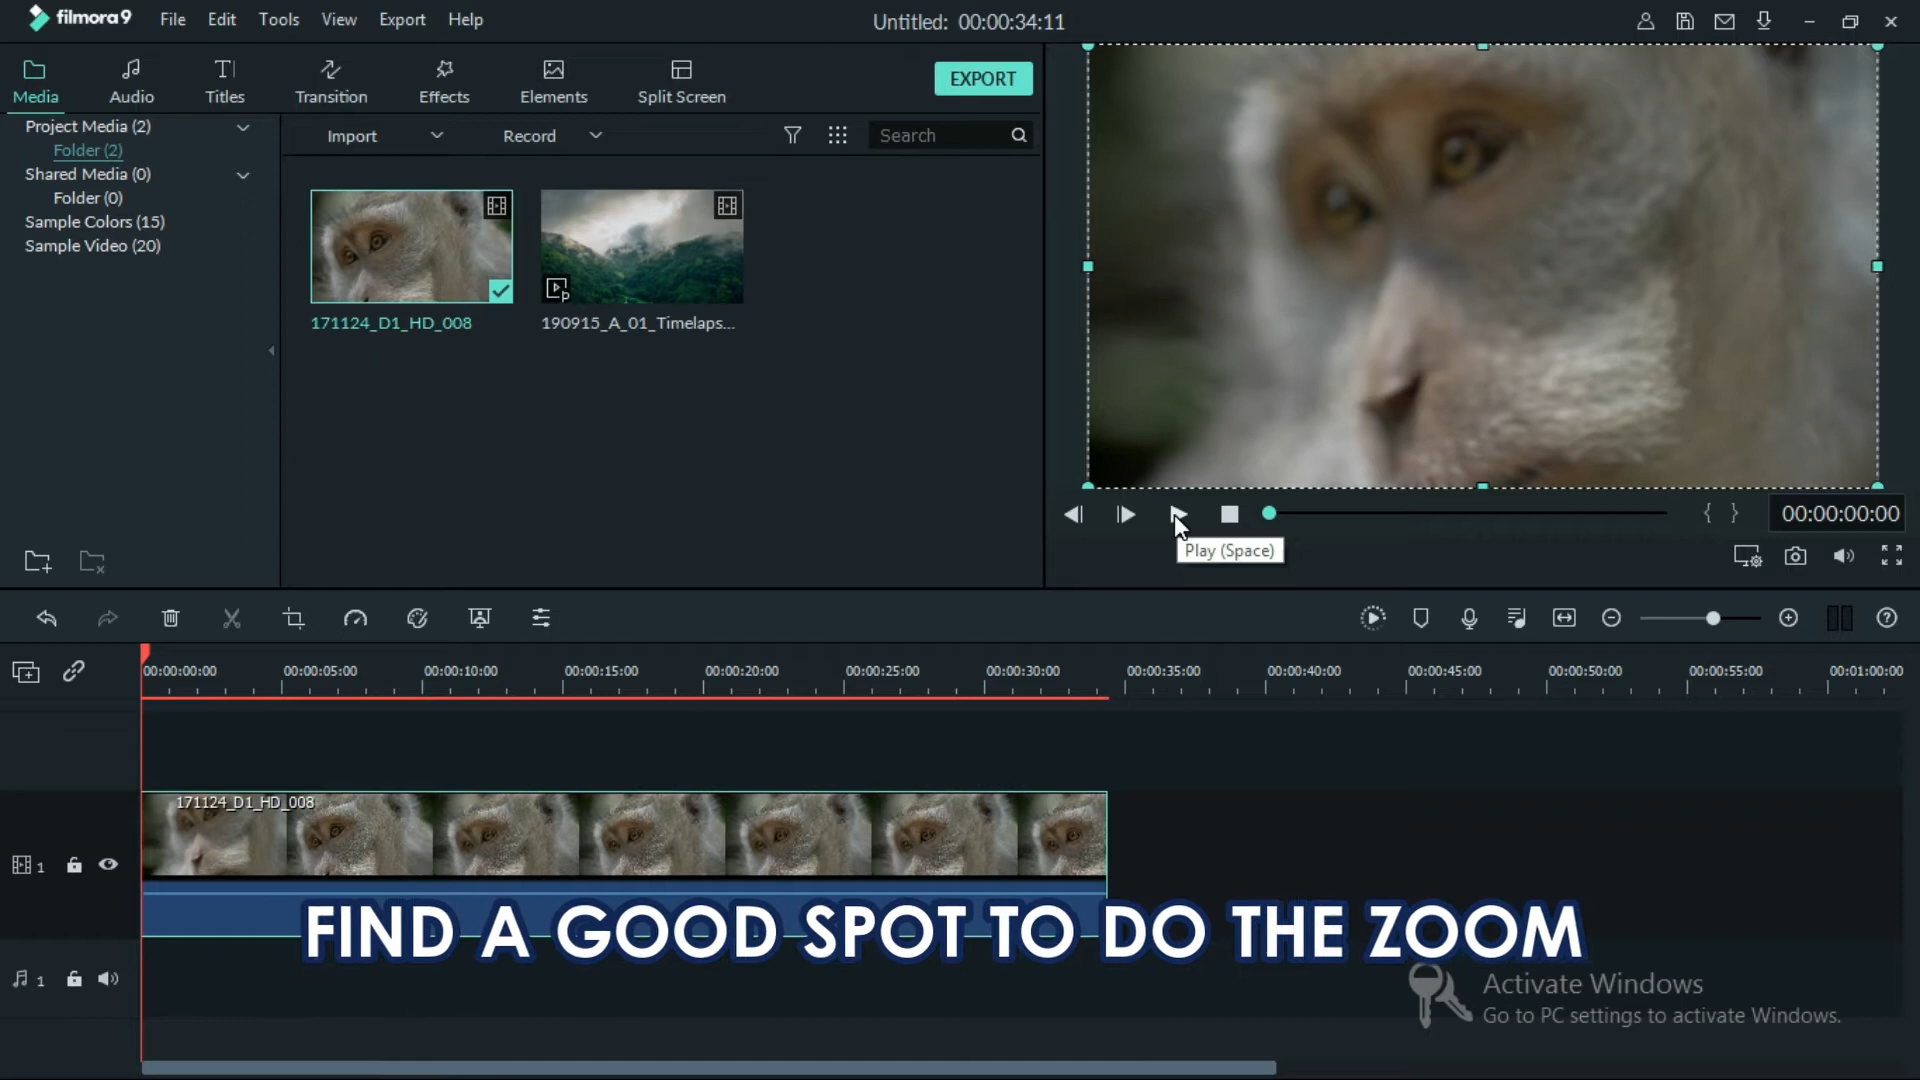 filmora9
File Edit Tools View Export Help
Untitled: 00:00:34:11
Media Audio Titles Transition Effects Elements Split Screen
EXPORT
Project Media (2)
Folder (2)
Shared Media (0)
Folder (0)
Sample Colors (15)
Sample Video (20)
Import Record Search
171124_D1_HD_008 190915_A_01_Timelaps...
{ } 00:00:00:00
Play (Space)
00:00:00:00 00:00:05:00 00:00:10:00 00:00:15:00 00:00:20:00 00:00:25:00 00:00:30:00 00:00:35:00 00:00:40:00 00:00:45:00 00:00:50:00 00:00:55:00 00:01:00:00
171124_D1_HD_008
1
FIND A GOOD SPOT TO DO THE ZOOM
1
Activate Windows
Go to PC settings to activate Windows.